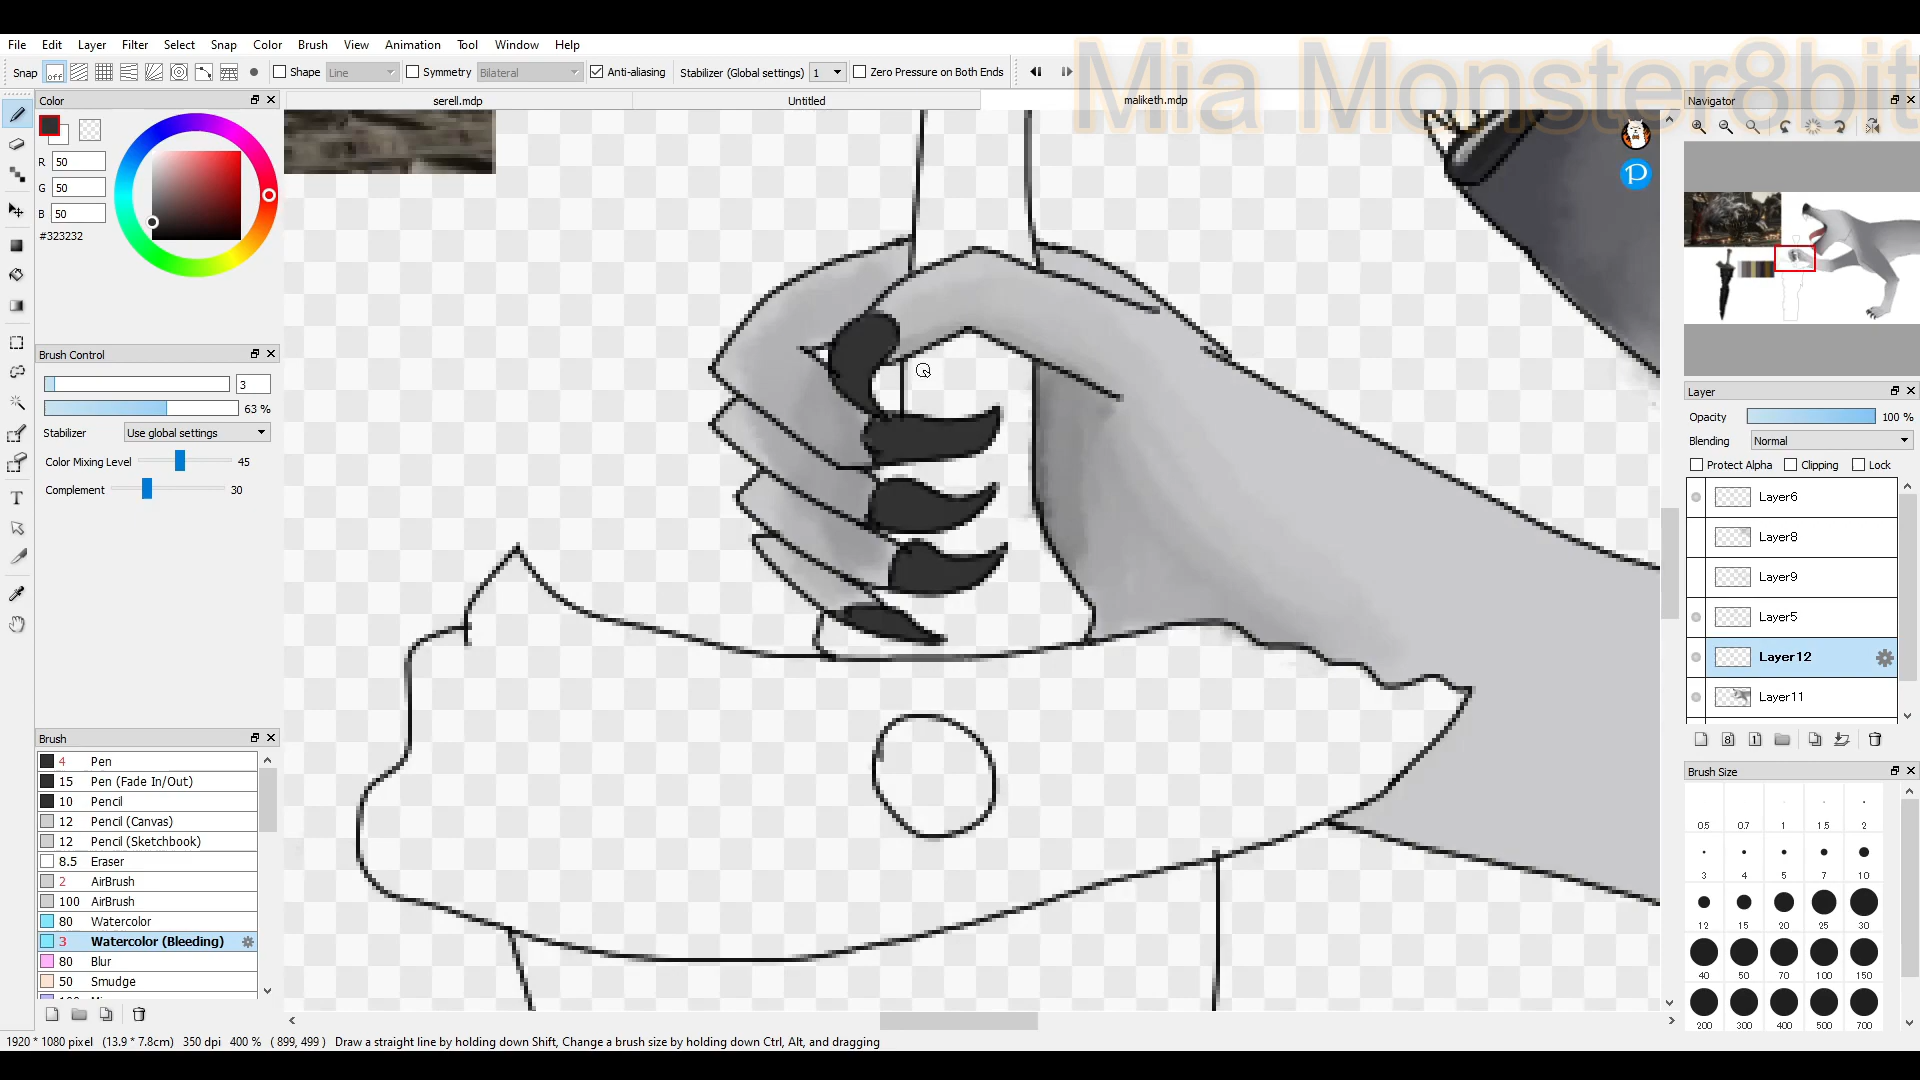 File Edit Layer Filter Select Snap Color Brush View Animation Tool Window Help
Snap off Shape Line Symmetry Bilateral Anti-aliasing Stabilizer (Global settings) 1 Zero Pressure on Both Ends
Mia Monster8bit
Color
serell.mdp
Untitled
maliketh.mdp
Navigator
R 50
G 50
B 50
#323232
Brush Control
3
63 %
Stabilizer Use global settings
Color Mixing Level 45
Complement 30
Layer
Opacity 100 %
Blending Normal
Protect Alpha Clipping Lock
Layer6
Layer8
Layer9
Layer5
Layer12
Layer11
8 1
Brush
4 Pen
15 Pen (Fade In/Out)
10 Pencil
12 Pencil (Canvas)
12 Pencil (Sketchbook)
8.5 Eraser
2 AirBrush
100 AirBrush
80 Watercolor
3 Watercolor (Bleeding)
80 Blur
50 Smudge
Brush Size
0.5 0.7 1 1.5 2
3 4 5 7 10
12 15 20 25 30
40 50 70 100 150
200 300 400 500 700
1920 * 1080 pixel (13.9 * 7.8cm) 350 dpi 400 % ( 899, 499 ) Draw a straight line by holding down Shift, Change a brush size by holding down Ctrl, Alt, and dragging